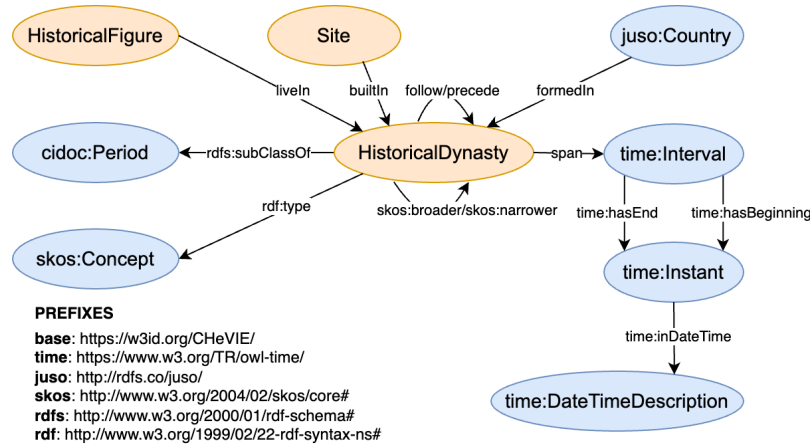 HistoricalFigure
Site
juso:Country
liveIn
builtIn
follow/precede
formedIn
cidoc:Period
rdfs:subClassOf
HistoricalDynasty
span
time:Interval
rdf:type
skos:broader/skos:narrower
time:hasEnd
time:hasBeginning
skos:Concept
time:Instant
PREFIXES
base: https://w3id.org/CHeVIE/
time: https://www.w3.org/TR/owl-time/
juso: http://rdfs.co/juso/
skos: http://www.w3.org/2004/02/skos/core#
rdfs: http://www.w3.org/2000/01/rdf-schema#
rdf: http://www.w3.org/1999/02/22-rdf-syntax-ns#
time:inDateTime
time:DateTimeDescription